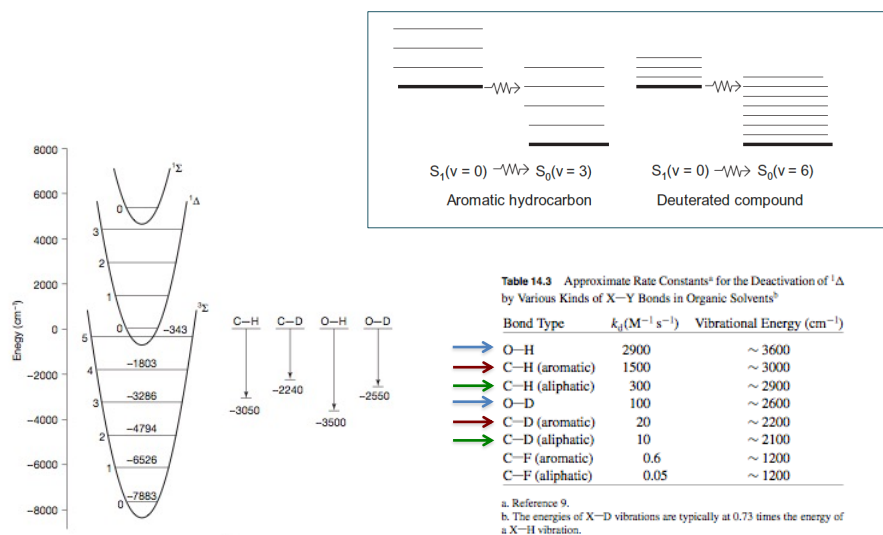 S₁(v = 0) S₀(v = 3)
Aromatic hydrocarbon
S₁(v = 0) S₀(v = 6)
Deuterated compound
Enegy (cm⁻¹)
8000
6000
4000
2000
0
−2000
−4000
−6000
−8000
¹Σ
0
¹Δ
3
2
1
0
−343
³Σ
5
4
−1803
3
−3286
2
−4794
1
−6526
0
−7883
C—H C—D O—H O—D
−3050
−2240
−3500
−2550
Table 14.3 Approximate Rate Constantsᵃ for the Deactivation of ¹Δ
by Various Kinds of X—Y Bonds in Organic Solventsᵇ
Bond Type k_d(M⁻¹ s⁻¹) Vibrational Energy (cm⁻¹)
O—H 2900 ~ 3600
C—H (aromatic) 1500 ~ 3000
C—H (aliphatic) 300 ~ 2900
O—D 100 ~ 2600
C—D (aromatic) 20 ~ 2200
C—D (aliphatic) 10 ~ 2100
C—F (aromatic) 0.6 ~ 1200
C—F (aliphatic) 0.05 ~ 1200
a. Reference 9.
b. The energies of X—D vibrations are typically at 0.73 times the energy of
a X—H vibration.